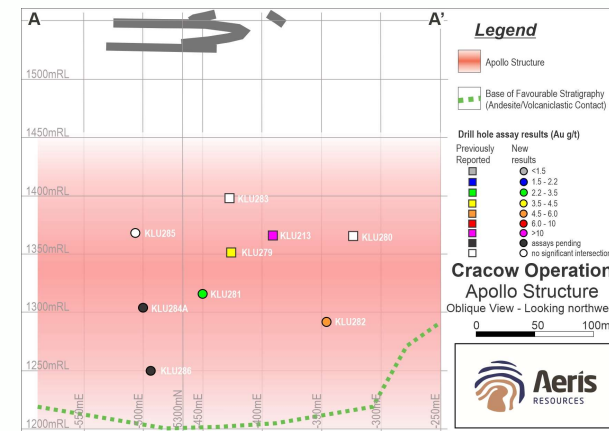 A
A'
1500mRL
1450mRL
1400mRL
1350mRL
1300mRL
1250mRL
1200mRL
KLU283
KLU285
KLU213
KLU280
KLU279
KLU281
KLU284A
KLU282
KLU286
-550mE
-500mE
6300mN
-450mE
-400mE
-350mE
-300mE
-250mE
Legend
Apollo Structure
Base of Favourable Stratigraphy
(Andesite/Volcaniclastic Contact)
Drill hole assay results (Au g/t)
Previously New
Reported results
<1.5
1.5 - 2.2
2.2 - 3.5
3.5 - 4.5
4.5 - 6.0
6.0 - 10
>10
assays pending
no significant intersection
Cracow Operation
Apollo Structure
Oblique View - Looking northwe
0 50 100m
Aeris
RESOURCES